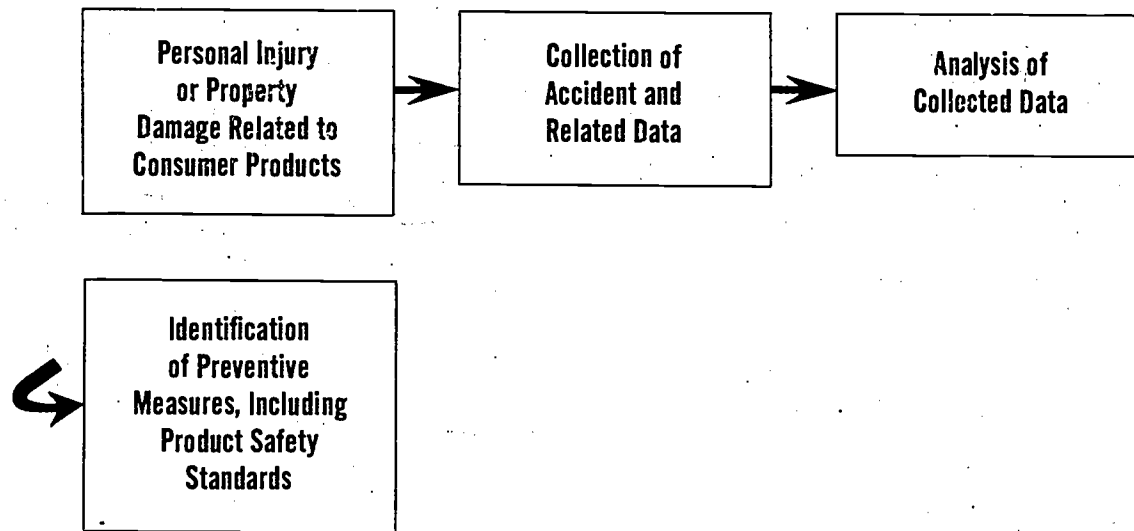 Personal Injury
or Property
Damage Related to
Consumer Products
Collection of
Accident and
Related Data
Analysis of
Collected Data
Identification
of Preventive
Measures, Including
Product Safety
Standards